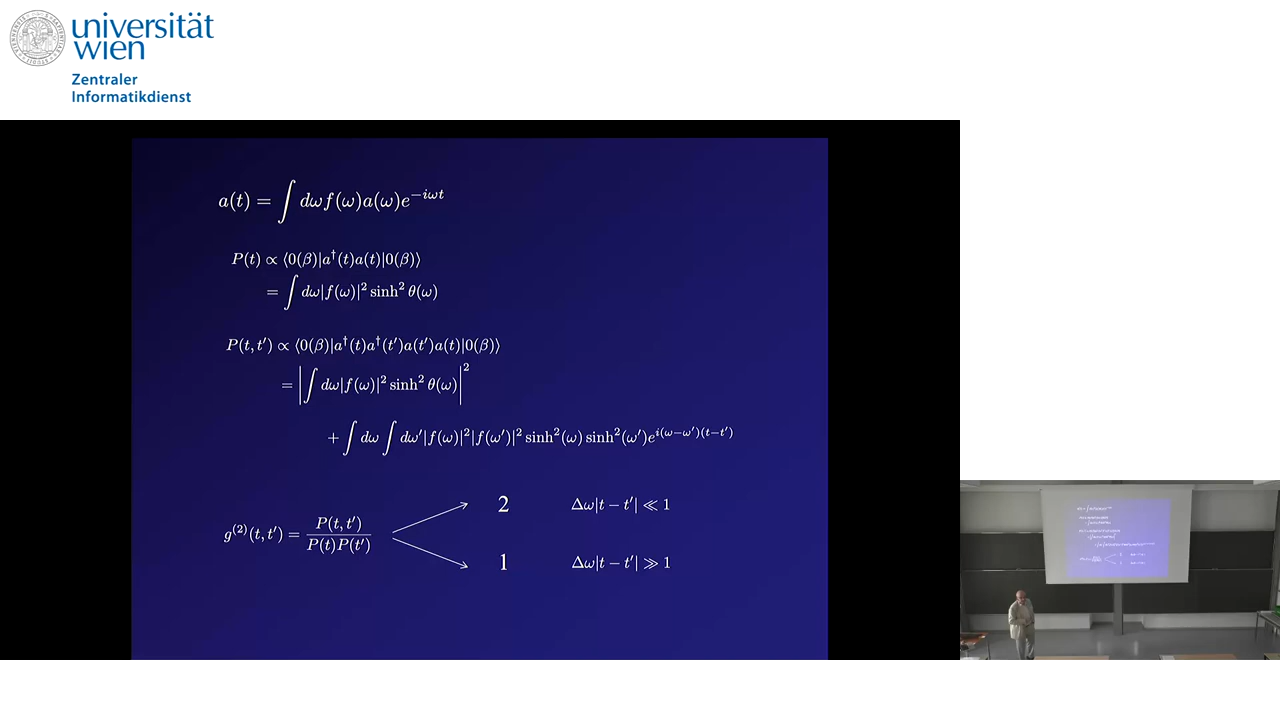 universität
wien
Zentraler
Informatikdienst
a(t) = ∫ dωf(ω)a(ω)e^{−iωt}
P(t) ∝ ⟨0(β)|a†(t)a(t)|0(β)⟩
= ∫ dω|f(ω)|² sinh² θ(ω)
P(t, t′) ∝ ⟨0(β)|a†(t)a†(t′)a(t′)a(t)|0(β)⟩
= |∫ dω|f(ω)|² sinh² θ(ω)|²
+ ∫ dω ∫ dω′|f(ω)|²|f(ω′)|² sinh²(ω) sinh²(ω′)e^{i(ω−ω′)(t−t′)}
g⁽²⁾(t, t′) = P(t, t′) / P(t)P(t′)
2 Δω|t − t′| ≪ 1
1 Δω|t − t′| ≫ 1